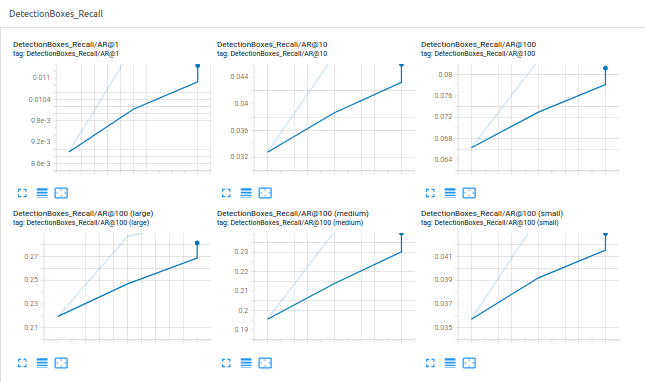 DetectionBoxes_Recall
DetectionBoxes_Recall/AR@1
tag: DetectionBoxes_Recall/AR@1
0.011
0.0104
9.8e-3
9.2e-3
8.6e-3
DetectionBoxes_Recall/AR@10
tag: DetectionBoxes_Recall/AR@10
0.044
0.04
0.036
0.032
DetectionBoxes_Recall/AR@100
tag: DetectionBoxes_Recall/AR@100
0.08
0.076
0.072
0.068
0.064
DetectionBoxes_Recall/AR@100 (large)
tag: DetectionBoxes_Recall/AR@100 (large)
0.27
0.25
0.23
0.21
DetectionBoxes_Recall/AR@100 (medium)
tag: DetectionBoxes_Recall/AR@100 (medium)
0.23
0.22
0.21
0.2
0.19
DetectionBoxes_Recall/AR@100 (small)
tag: DetectionBoxes_Recall/AR@100 (small)
0.041
0.039
0.037
0.035